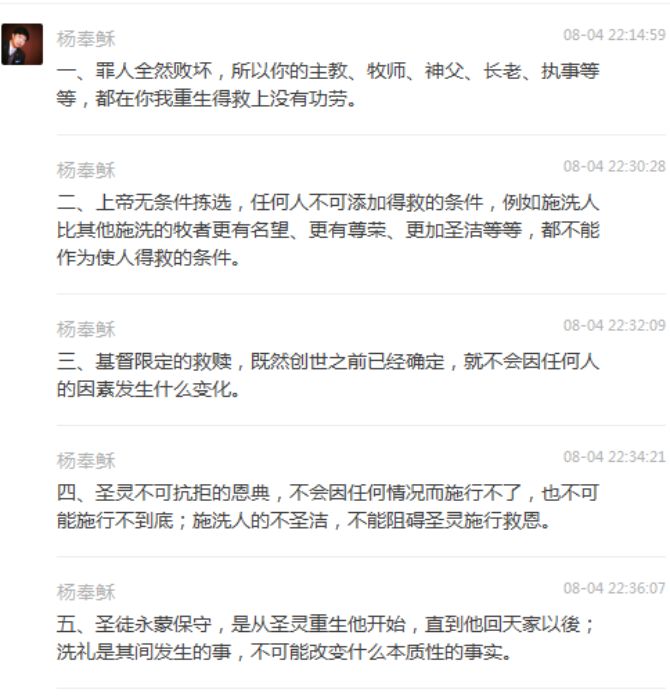 杨奉稣
08-04 22:14:59
一、罪人全然败坏，所以你的主教、牧师、神父、长老、执事等
等，都在你我重生得救上没有功劳。
杨奉稣
08-04 22:30:28
二、上帝无条件拣选，任何人不可添加得救的条件，例如施洗人
比其他施洗的牧者更有名望、更有尊荣、更加圣洁等等，都不能
作为使人得救的条件。
杨奉稣
08-04 22:32:09
三、基督限定的救赎，既然创世之前已经确定，就不会因任何人
的因素发生什么变化。
杨奉稣
08-04 22:34:21
四、圣灵不可抗拒的恩典，不会因任何情况而施行不了，也不可
能施行不到底；施洗人的不圣洁，不能阻碍圣灵施行救恩。
杨奉稣
08-04 22:36:07
五、圣徒永蒙保守，是从圣灵重生他开始，直到他回天家以後；
洗礼是其间发生的事，不可能改变什么本质性的事实。